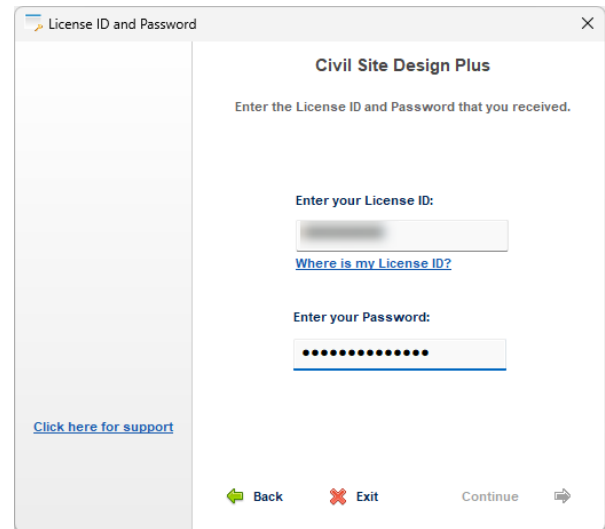 License ID and Password
Civil Site Design Plus
Enter the License ID and Password that you received.
Enter your License ID:
Where is my License ID?
Enter your Password:
••••••••••••••
Click here for support
Back Exit Continue